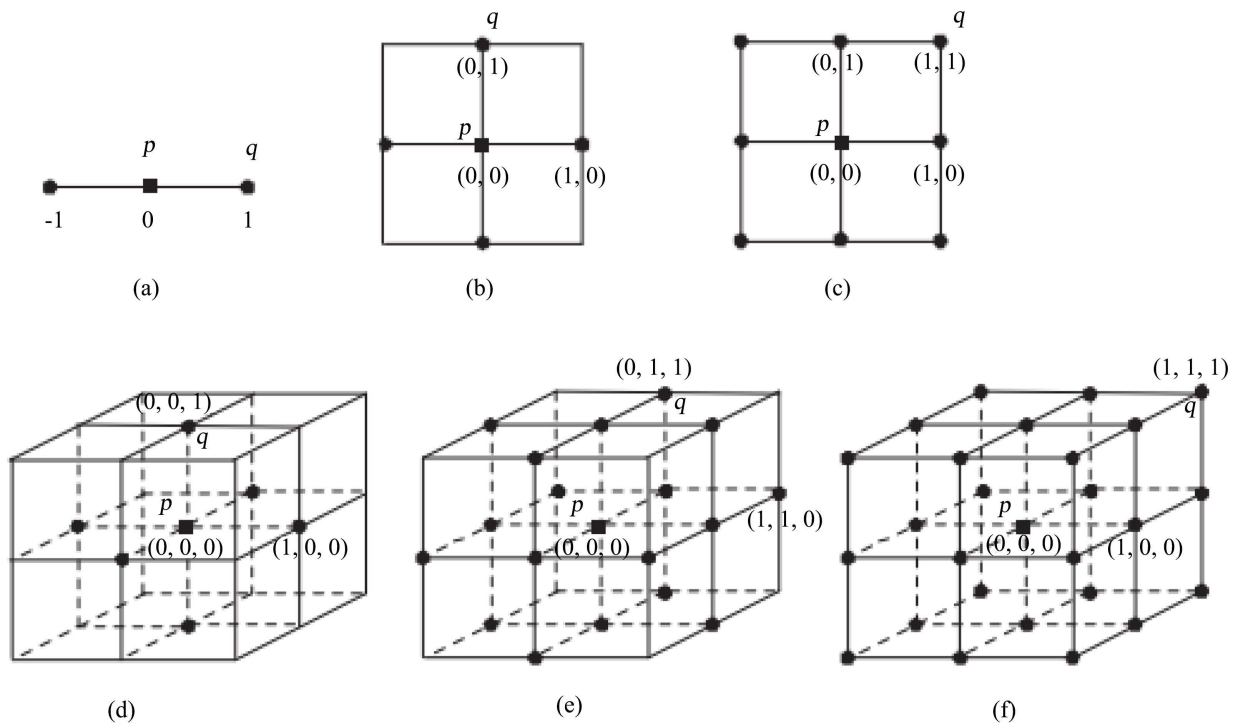 q
q
(0, 1)
(0, 1)
(1, 1)
p
p
p
q
(0, 0)
(1, 0)
(0, 0)
(1, 0)
-1
0
1
(a)
(b)
(c)
(0, 1, 1)
(1, 1, 1)
(0, 0, 1)
q
q
q
p
p
p
(1, 1, 0)
(0, 0, 0)
(1, 0, 0)
(0, 0, 0)
(0, 0, 0)
(1, 0, 0)
(d)
(e)
(f)